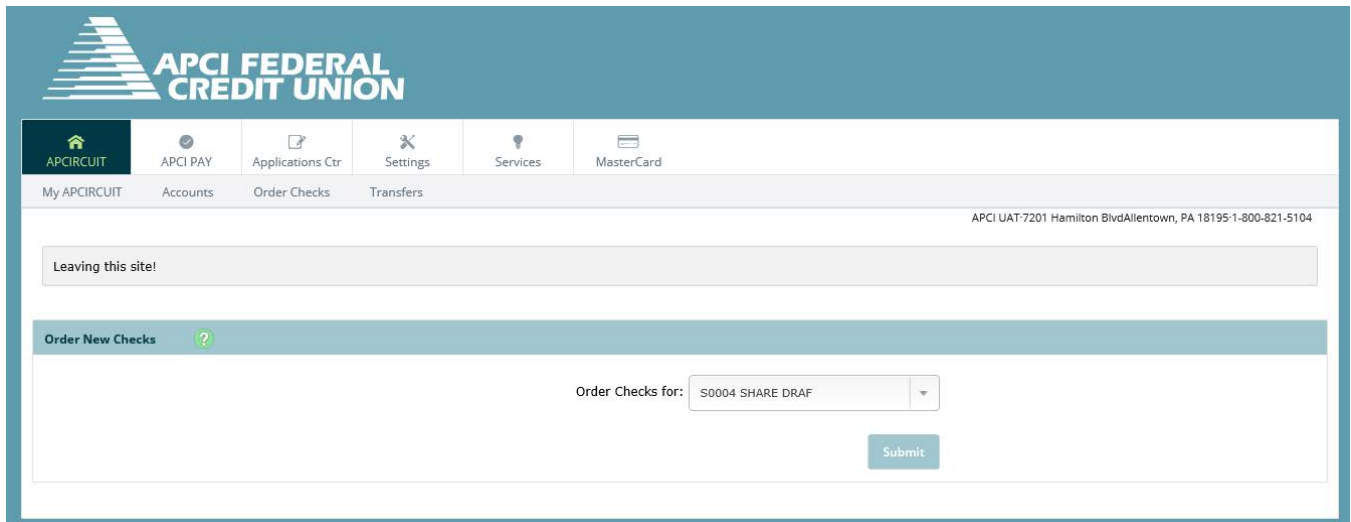 APCI FEDERAL
CREDIT UNION
APCIRCUIT APCI PAY Applications Ctr Settings Services MasterCard
My APCIRCUIT Accounts Order Checks Transfers
APCI UAT·7201 Hamilton BlvdAllentown, PA 18195·1-800-821-5104
Leaving this site!
Order New Checks ?
Order Checks for: S0004 SHARE DRAF
Submit